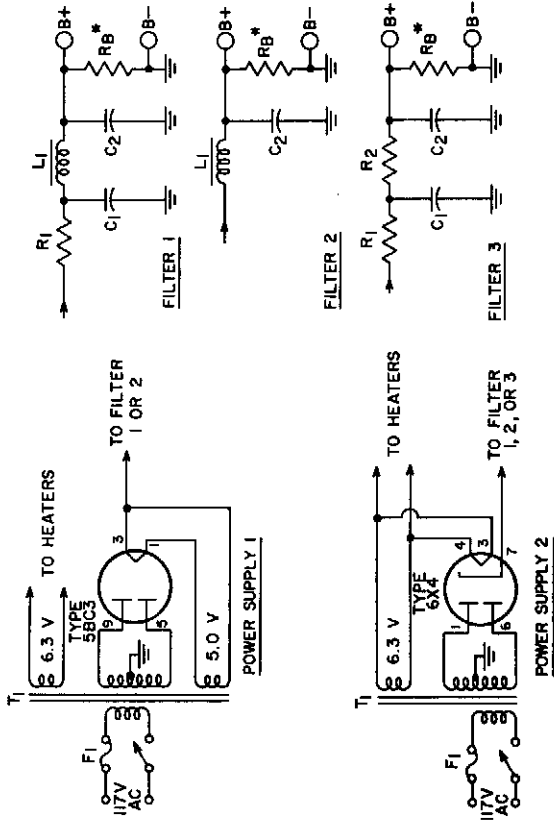 T1
6.3 V
TO HEATERS
F1
117V
AC
TYPE
5BC3
9
3
5
1
TO FILTER
1 OR 2
5.0 V
POWER SUPPLY 1
T1
6.3 V
TO HEATERS
F1
117V
AC
TYPE
6X4
1
4
3
6
7
TO FILTER
1, 2, OR 3
POWER SUPPLY 2
R1
L1
B+
C1
C2
RB*
B-
FILTER 1
L1
B+
C2
RB*
B-
FILTER 2
R1
R2
B+
C1
C2
RB*
B-
FILTER 3